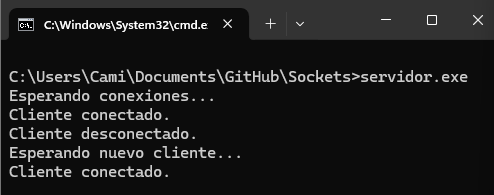 C:\Windows\System32\cmd.e
C:\Users\Cami\Documents\GitHub\Sockets>servidor.exe
Esperando conexiones...
Cliente conectado.
Cliente desconectado.
Esperando nuevo cliente...
Cliente conectado.